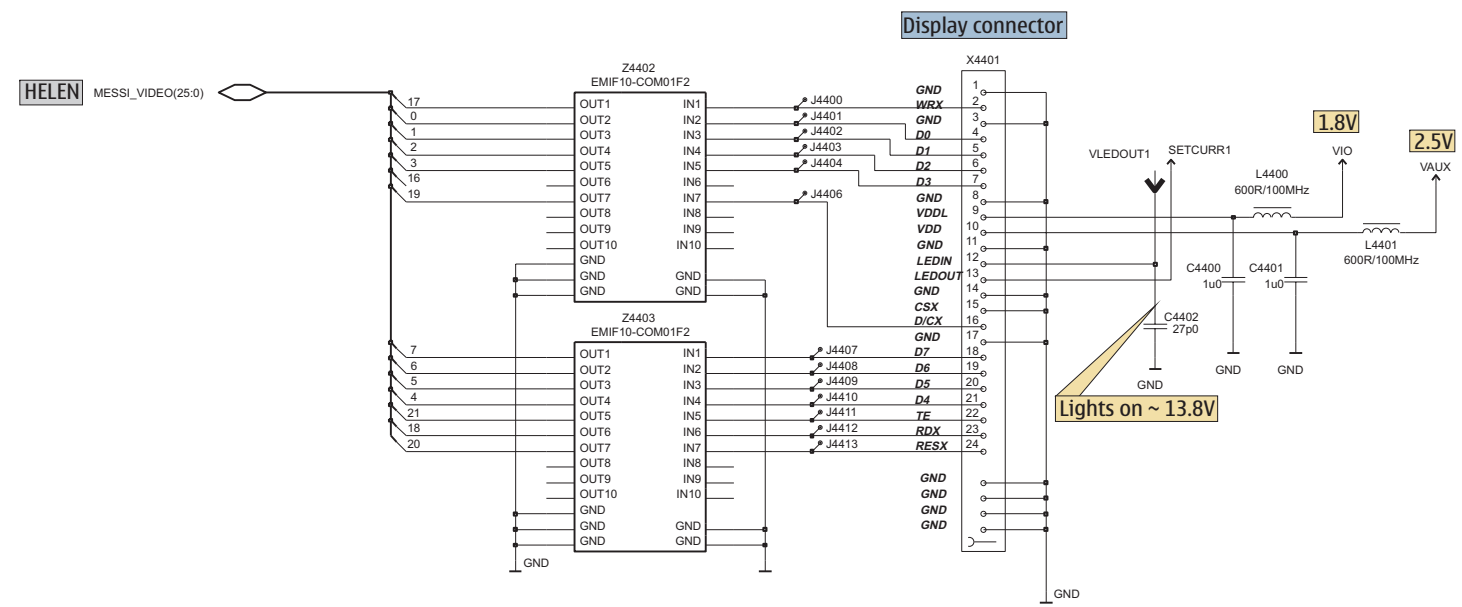 Display connector
X4401
HELEN
MESSI_VIDEO(25:0)
Z4402
EMIF10-COM01F2
17
0
1
2
3
16
19
OUT1 IN1
OUT2 IN2
OUT3 IN3
OUT4 IN4
OUT5 IN5
OUT6 IN6
OUT7 IN7
OUT8 IN8
OUT9 IN9
OUT10 IN10
GND
GND GND
GND GND
J4400
J4401
J4402
J4403
J4404
J4406
Z4403
EMIF10-COM01F2
7
6
5
4
21
18
20
OUT1 IN1
OUT2 IN2
OUT3 IN3
OUT4 IN4
OUT5 IN5
OUT6 IN6
OUT7 IN7
OUT8 IN8
OUT9 IN9
OUT10 IN10
GND
GND GND
GND GND
GND
J4407
J4408
J4409
J4410
J4411
J4412
J4413
GND 1
WRX 2
GND 3
D0 4
D1 5
D2 6
D3 7
GND 8
VDDL 9
VDD 10
GND 11
LEDIN 12
LEDOUT 13
GND 14
CSX 15
D/CX 16
GND 17
D7 18
D6 19
D5 20
D4 21
TE 22
RDX 23
RESX 24
GND
GND
GND
GND
GND
VLEDOUT1
SETCURR1
1.8V
VIO
2.5V
VAUX
L4400
600R/100MHz
L4401
600R/100MHz
C4400
1u0
C4401
1u0
C4402
27p0
GND
GND
GND
Lights on ~ 13.8V